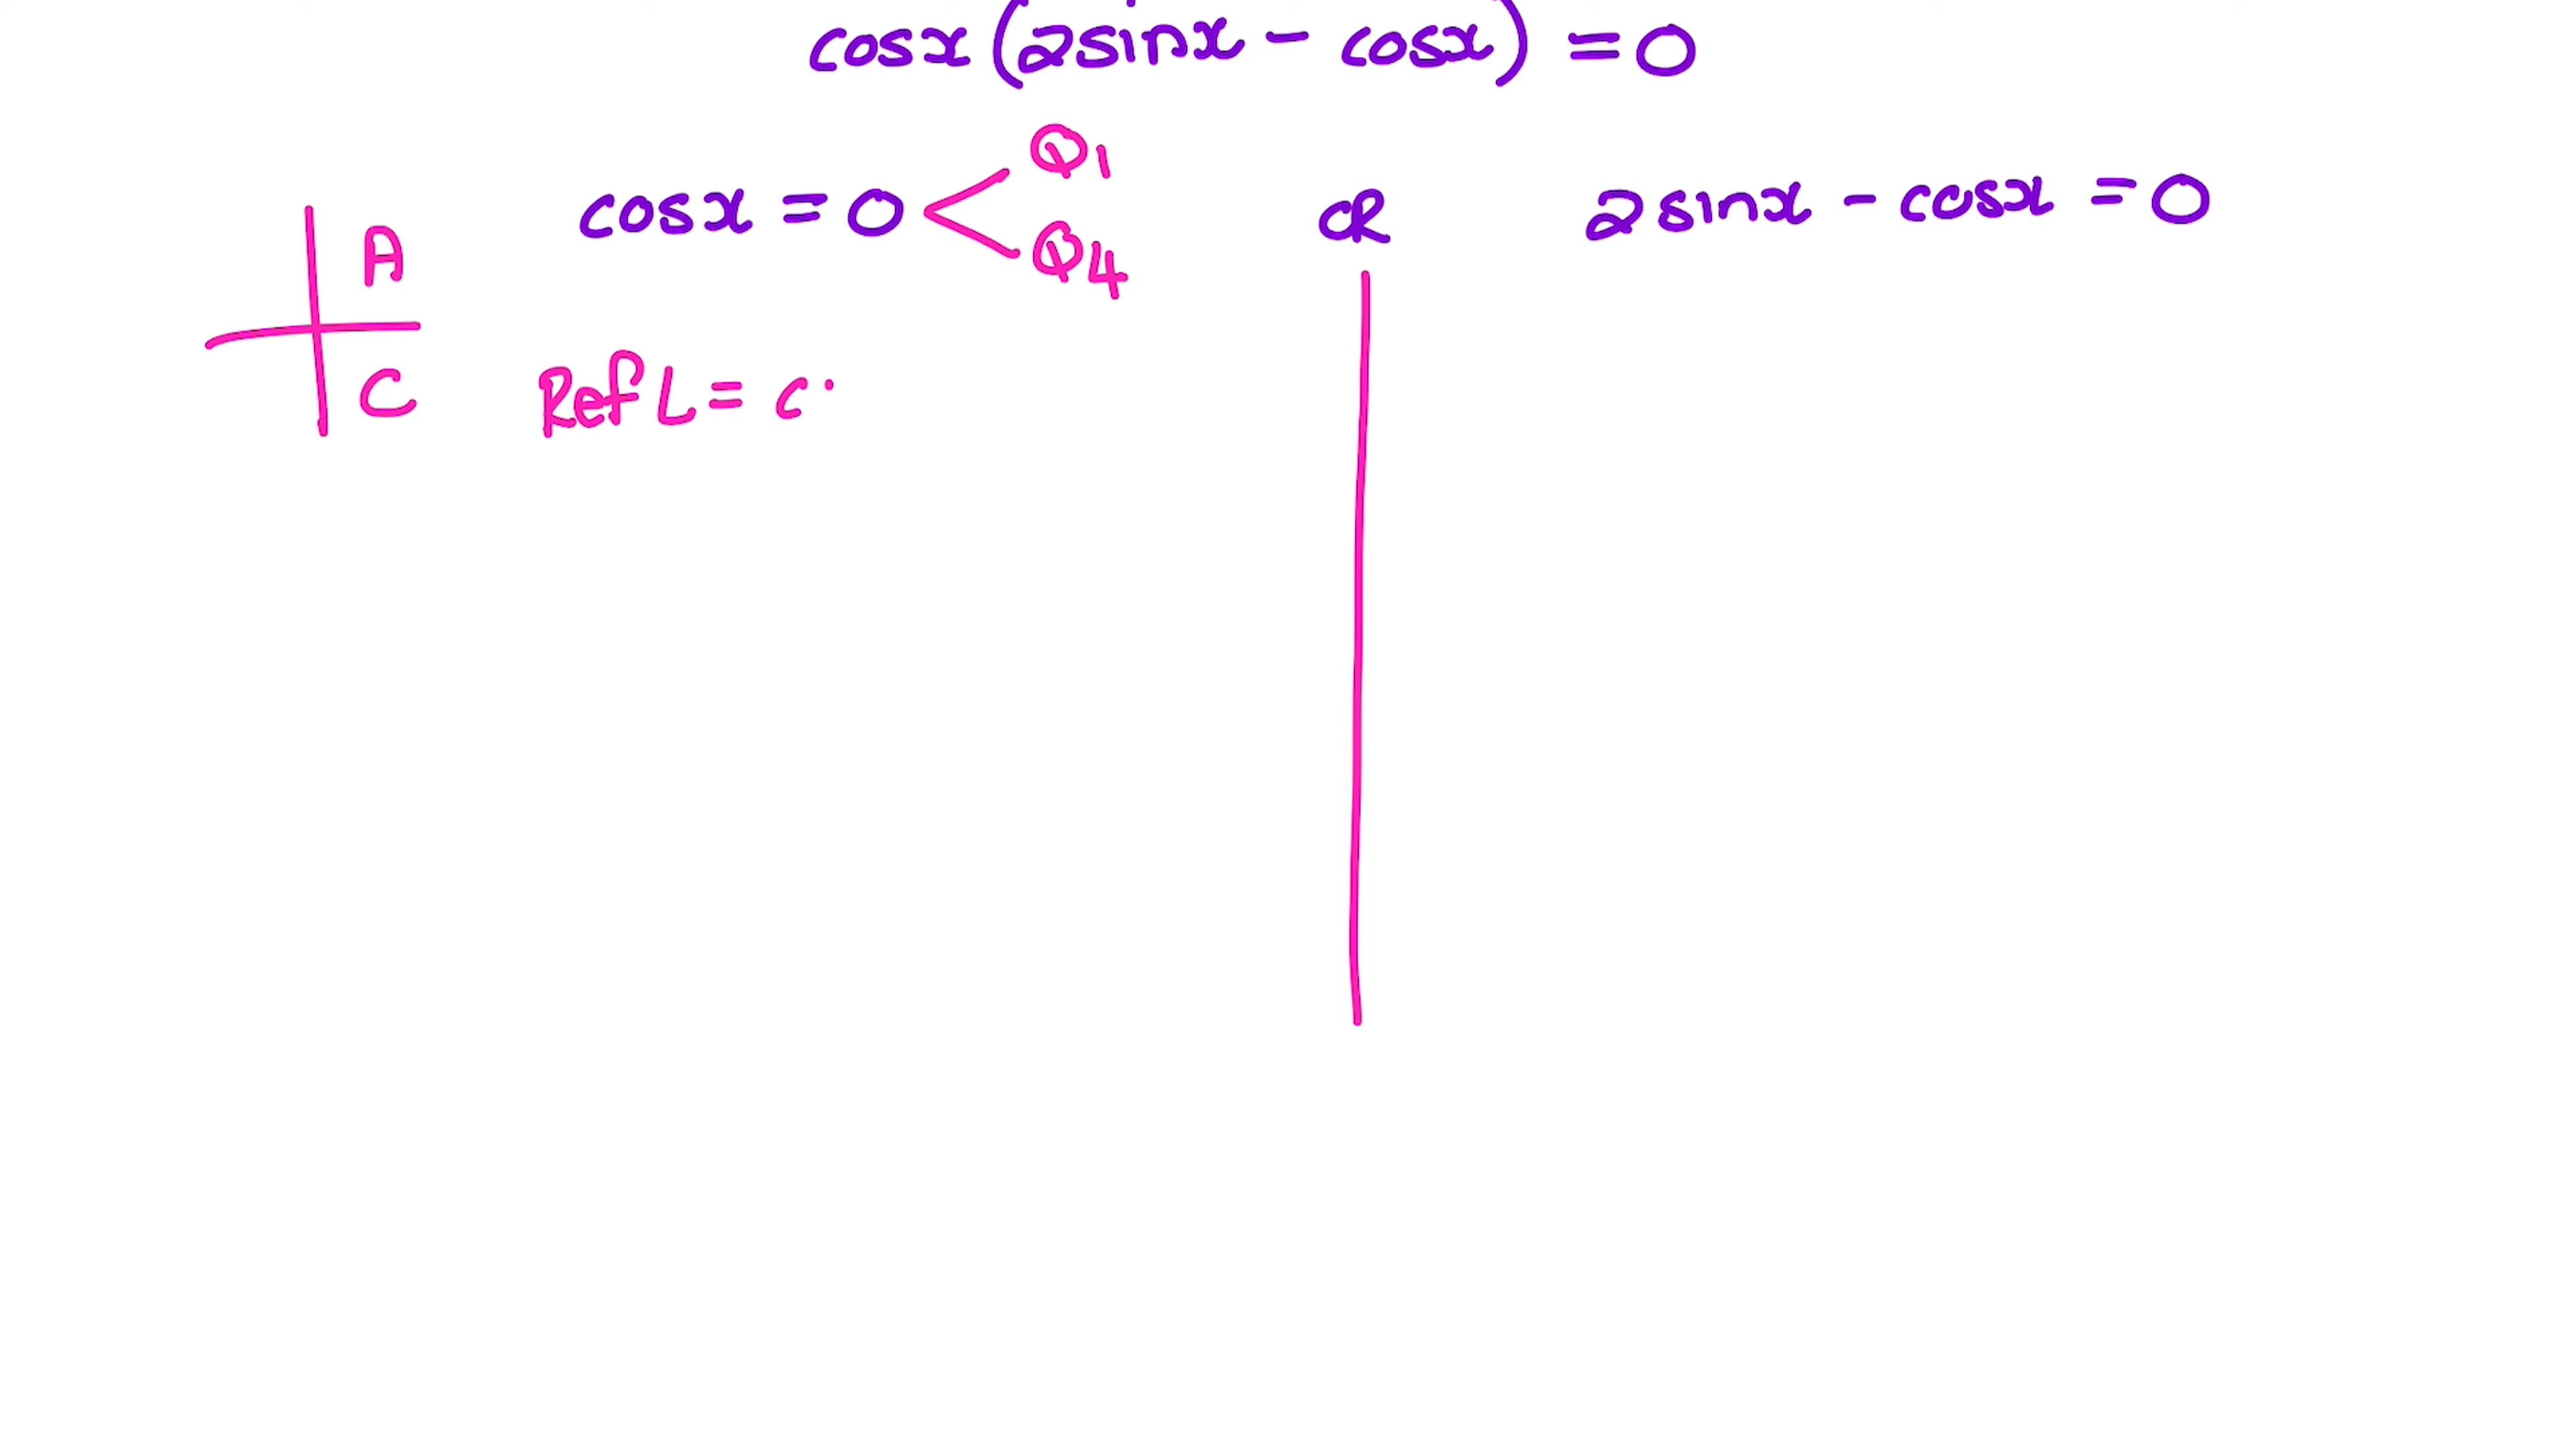 cosx(2sinx - cosx) = 0
cosx = 0 < Q1 Q4 OR 2sinx - cosx = 0
A
C
Ref L = c